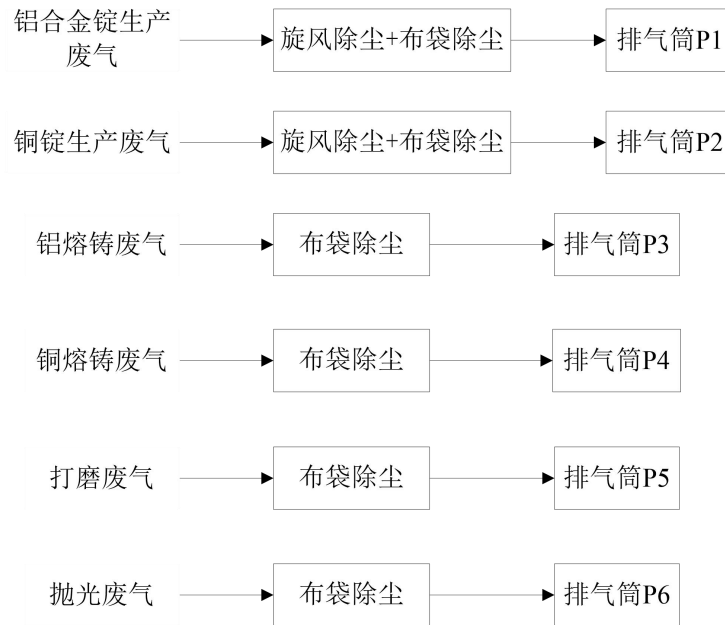 铝合金锭生产
废气
旋风除尘+布袋除尘
排气筒P1
铜锭生产废气
旋风除尘+布袋除尘
排气筒P2
铝熔铸废气
布袋除尘
排气筒P3
铜熔铸废气
布袋除尘
排气筒P4
打磨废气
布袋除尘
排气筒P5
抛光废气
布袋除尘
排气筒P6